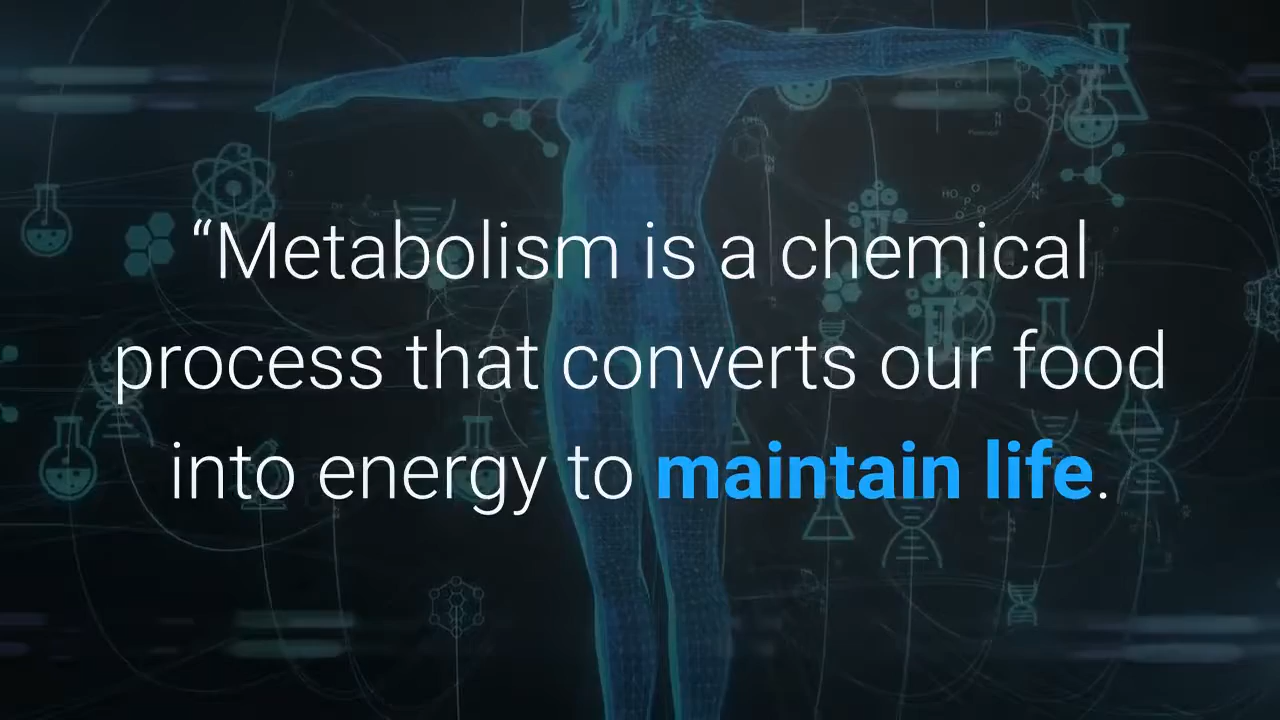 “Metabolism is a chemical
process that converts our food
into energy to maintain life.